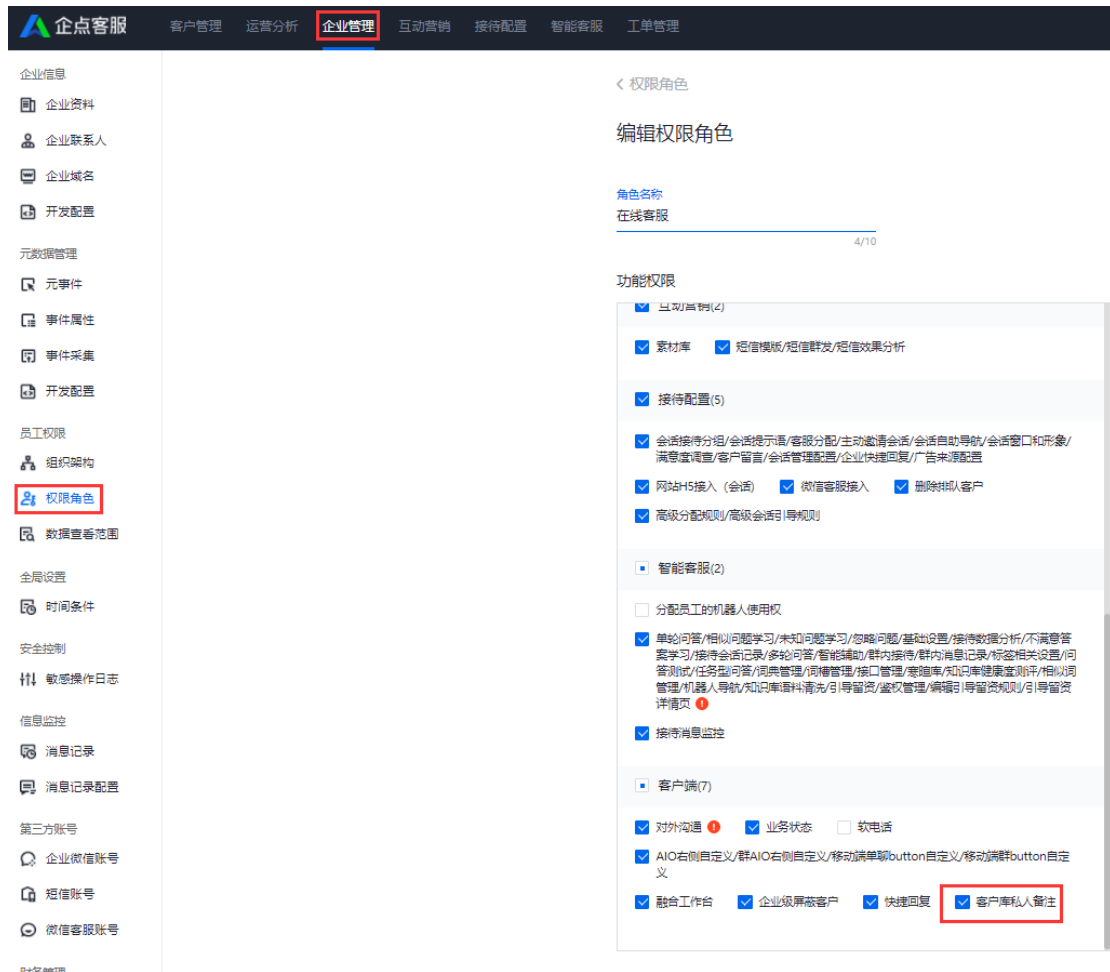 企点客服
客户管理 运营分析 企业管理 互动营销 接待配置 智能客服 工单管理
企业信息
企业资料
企业联系人
企业域名
开发配置
元数据管理
元事件
事件属性
事件采集
开发配置
员工权限
组织架构
权限角色
数据查看范围
全局设置
时间条件
安全控制
敏感操作日志
信息监控
消息记录
消息记录配置
第三方账号
企业微信账号
短信账号
微信客服账号
财务管理
权限角色
编辑权限角色
角色名称
在线客服
4/10
功能权限
互动营销(2)
素材库 短信模版/短信群发/短信效果分析
接待配置(5)
会话接待分组/会话提示语/客服分配/主动邀请会话/会话自助导航/会话窗口和形象/
满意度调查/客户留言/会话管理配置/企业快捷回复/广告来源配置
网站H5接入（会话） 微信客服接入 删除排队客户
高级分配规则/高级会话引导规则
智能客服(2)
分配员工的机器人使用权
单轮问答/相似问题学习/未知问题学习/忽略问题/基础设置/接待数据分析/不满意答
案学习/接待会话记录/多轮问答/智能辅助/群内接待/群内消息记录/标签相关设置/问
答测试/任务型问答/词典管理/词槽管理/接口管理/寒暄库/知识库健康度测评/相似词
管理/机器人导航/知识库语料清洗/引导留资/鉴权管理/编辑引导留资规则/引导留资
详情页
接待消息监控
客户端(7)
对外沟通 业务状态 软电话
AIO右侧自定义/群AIO右侧自定义/移动端单聊button自定义/移动端群button自定
义
融合工作台 企业级屏蔽客户 快捷回复 客户库私人备注